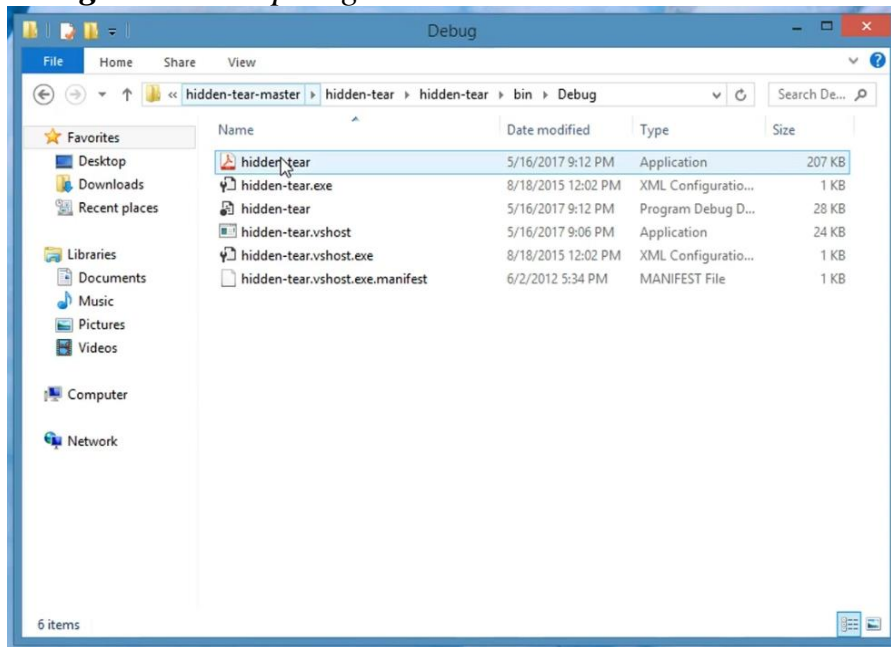 Debug
File Home Share View
« hidden-tear-master ▸ hidden-tear ▸ hidden-tear ▸ bin ▸ Debug
Search De...
Name Date modified Type Size
Favorites
Desktop
Downloads
Recent places
Libraries
Documents
Music
Pictures
Videos
Computer
Network
hidden-tear 5/16/2017 9:12 PM Application 207 KB
hidden-tear.exe 8/18/2015 12:02 PM XML Configuratio... 1 KB
hidden-tear 5/16/2017 9:12 PM Program Debug D... 28 KB
hidden-tear.vshost 5/16/2017 9:06 PM Application 24 KB
hidden-tear.vshost.exe 8/18/2015 12:02 PM XML Configuratio... 1 KB
hidden-tear.vshost.exe.manifest 6/2/2012 5:34 PM MANIFEST File 1 KB
6 items